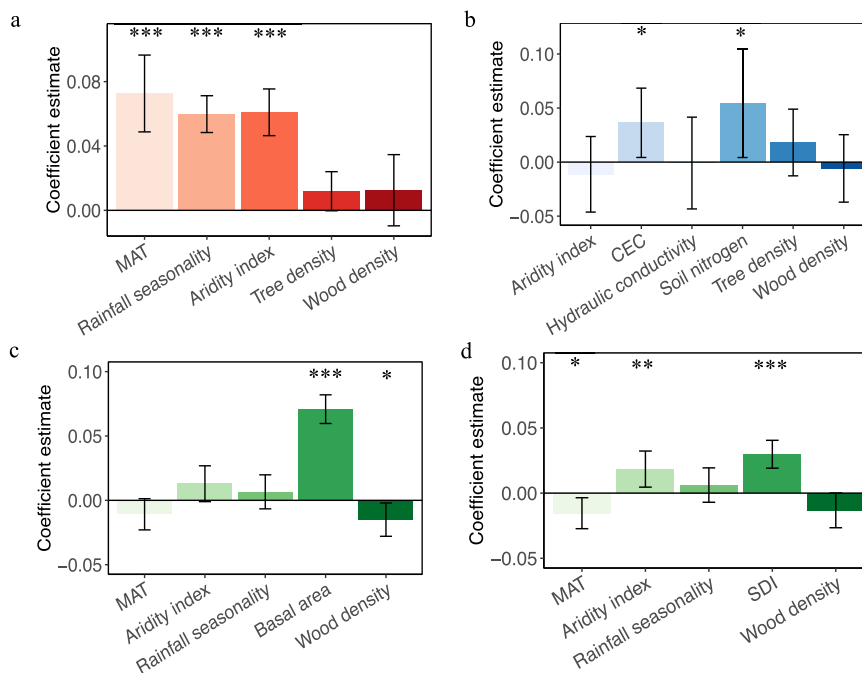 a
*** *** ***
Coefficient estimate
0.08
0.04
0.00
MAT
Rainfall seasonality
Aridity index
Tree density
Wood density
b
* *
Coefficient estimate
0.10
0.05
0.00
−0.05
Aridity index
CEC
Hydraulic conductivity
Soil nitrogen
Tree density
Wood density
c
*** *
Coefficient estimate
0.10
0.05
0.00
−0.05
MAT
Aridity index
Rainfall seasonality
Basal area
Wood density
d
* ** ***
Coefficient estimate
0.10
0.05
0.00
−0.05
MAT
Aridity index
Rainfall seasonality
SDI
Wood density